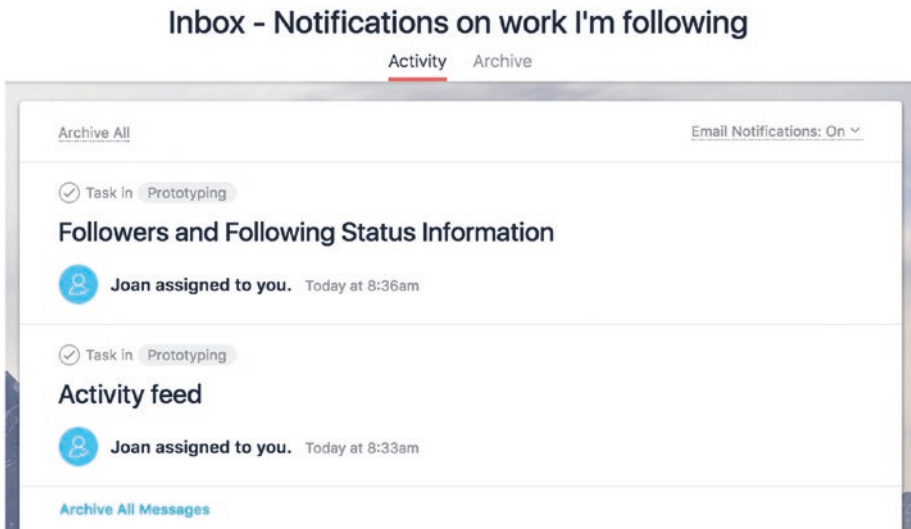 Inbox - Notifications on work I'm following
Activity Archive
Archive All Email Notifications: On
Task in Prototyping
Followers and Following Status Information
Joan assigned to you. Today at 8:36am
Task in Prototyping
Activity feed
Joan assigned to you. Today at 8:33am
Archive All Messages